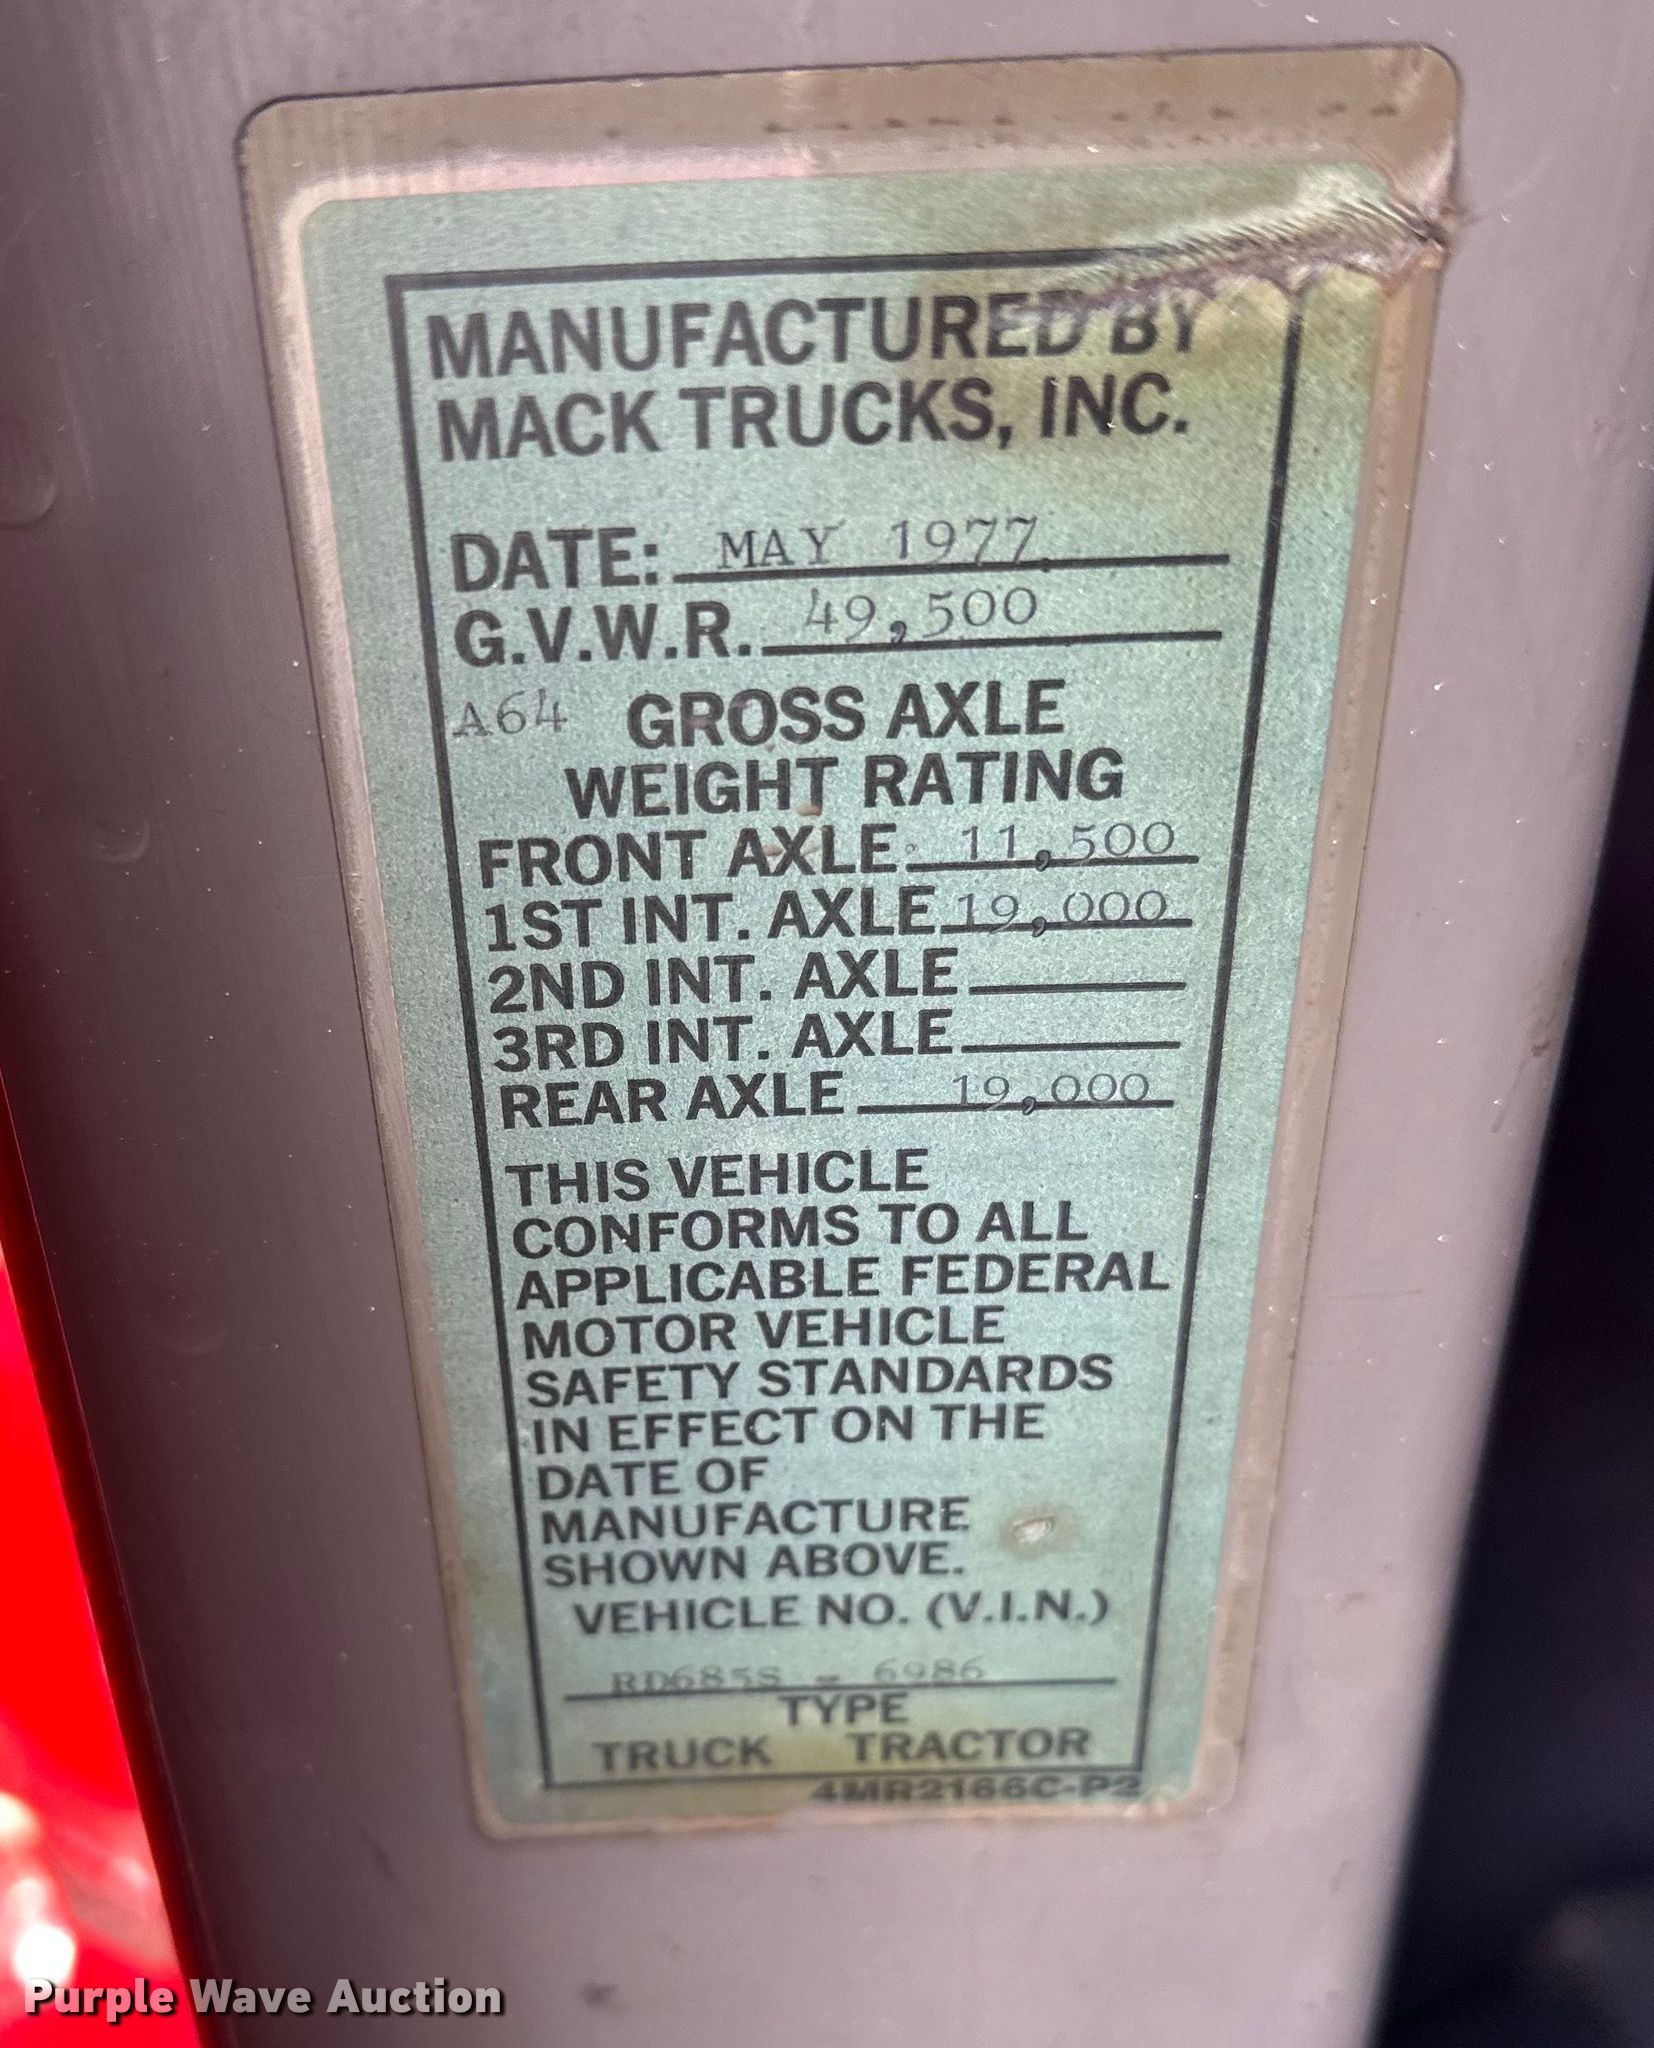 MANUFACTURED BY
MACK TRUCKS, INC.
DATE: MAY 1977
G.V.W.R. 49,500
A64 GROSS AXLE
WEIGHT RATING
FRONT AXLE 11,500
1ST INT. AXLE 19,000
2ND INT. AXLE
3RD INT. AXLE
REAR AXLE 19,000
THIS VEHICLE
CONFORMS TO ALL
APPLICABLE FEDERAL
MOTOR VEHICLE
SAFETY STANDARDS
IN EFFECT ON THE
DATE OF
MANUFACTURE
SHOWN ABOVE.
VEHICLE NO. (V.I.N.)
RD685S - 6986
TYPE
TRUCK TRACTOR
4MR2166C-P2
Purple Wave Auction